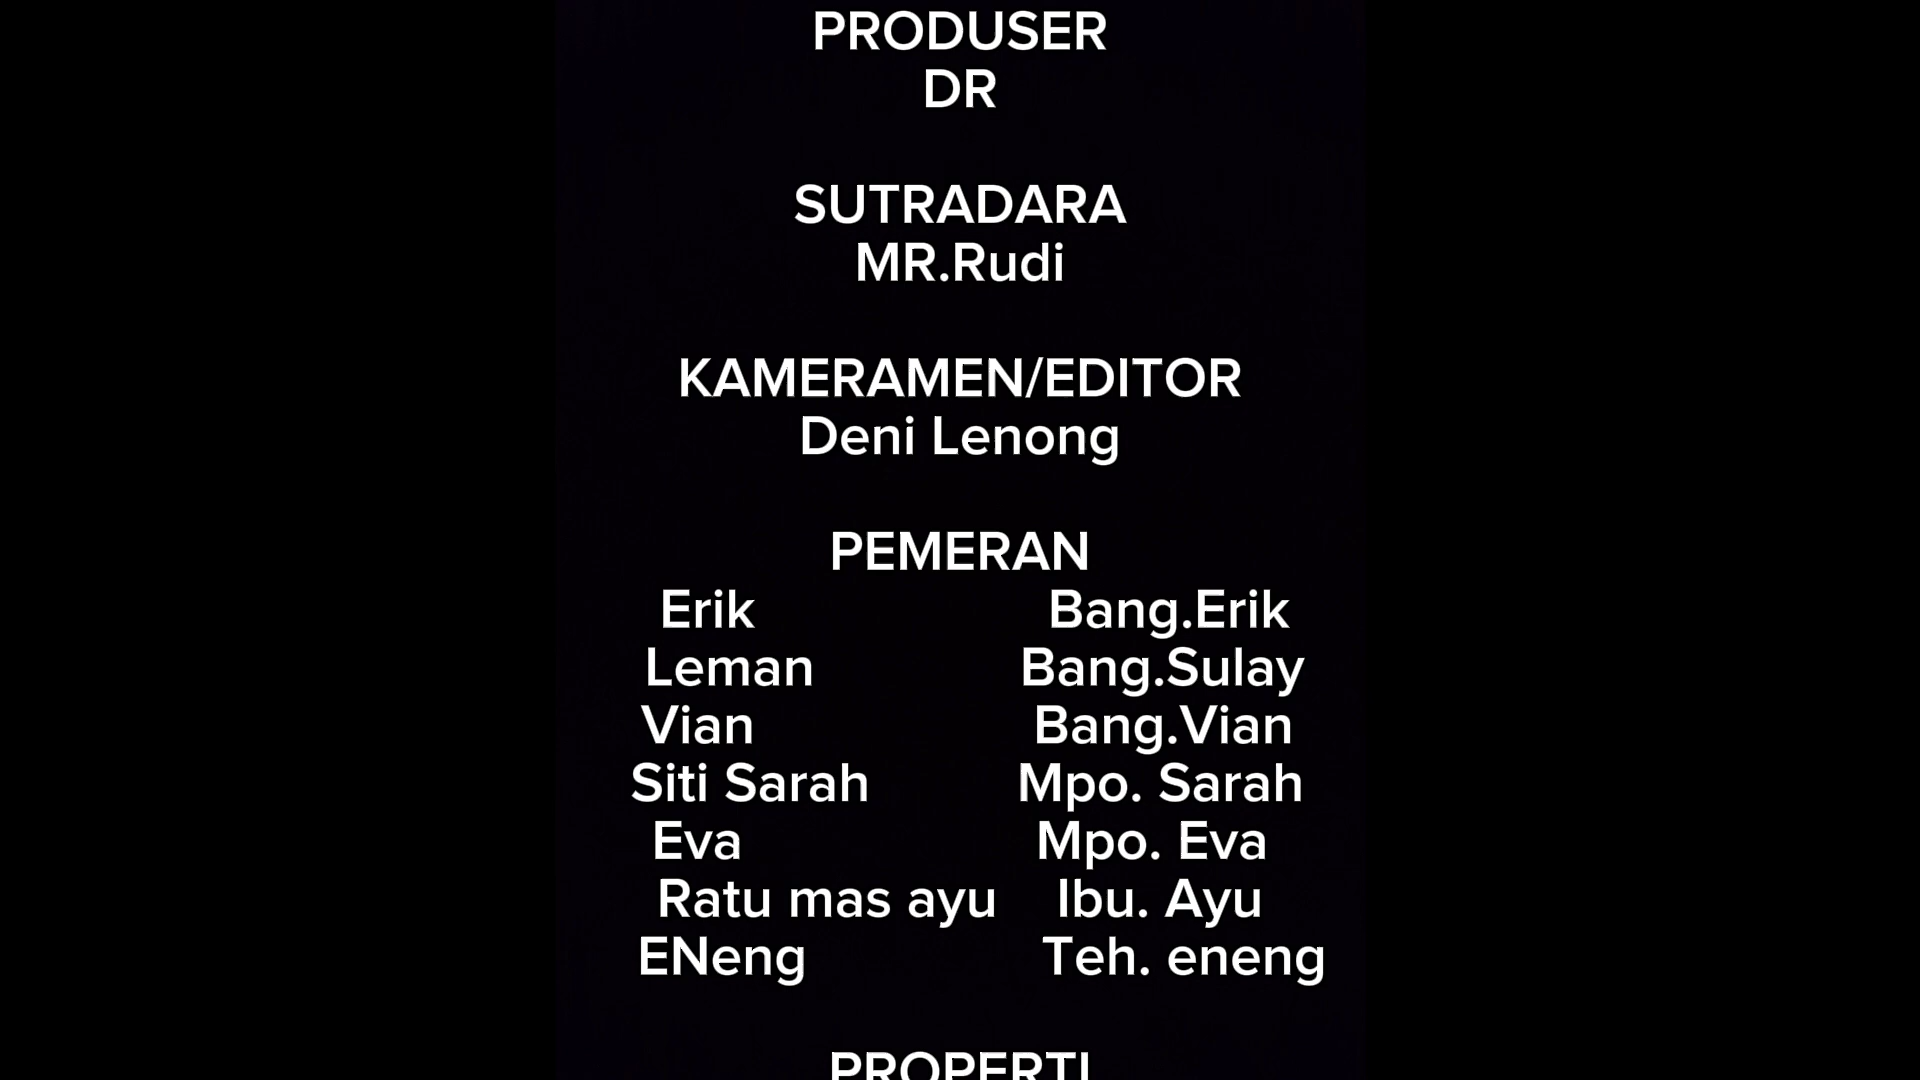 PRODUSER
DR
SUTRADARA
MR.Rudi
KAMERAMEN/EDITOR
Deni Lenong
PEMERAN
Erik Bang.Erik
Leman Bang.Sulay
Vian Bang.Vian
Siti Sarah Mpo. Sarah
Eva Mpo. Eva
Ratu mas ayu Ibu. Ayu
ENeng Teh. eneng
PROPERTI